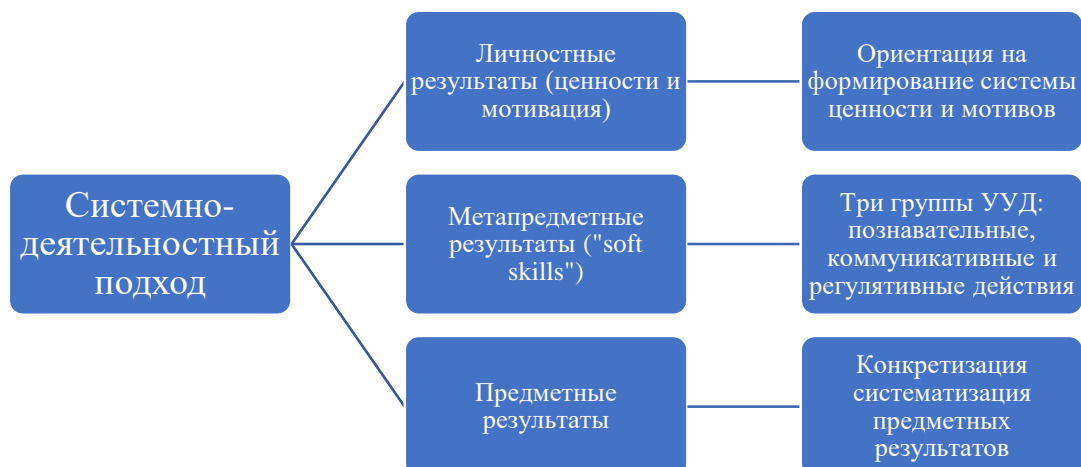 Системно-
деятельностный
подход
Личностные
результаты (ценности и
мотивация)
Ориентация на
формирование системы
ценности и мотивов
Метапредметные
результаты ("soft
skills")
Три группы УУД:
познавательные,
коммуникативные и
регулятивные действия
Предметные
результаты
Конкретизация
систематизация
предметных
результатов